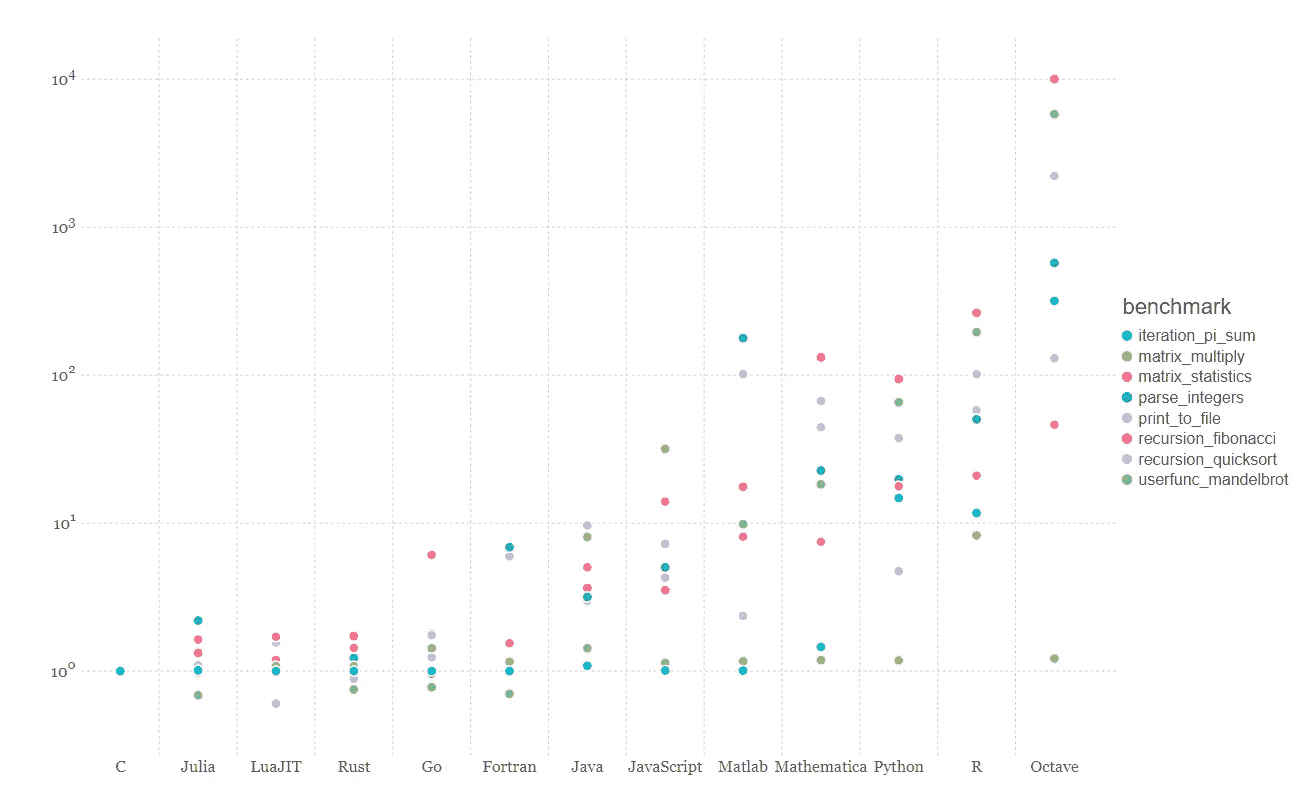 10⁴
10³
10²
10¹
10⁰
C Julia LuaJIT Rust Go Fortran Java JavaScript Matlab Mathematica Python R Octave
benchmark
iteration_pi_sum
matrix_multiply
matrix_statistics
parse_integers
print_to_file
recursion_fibonacci
recursion_quicksort
userfunc_mandelbrot